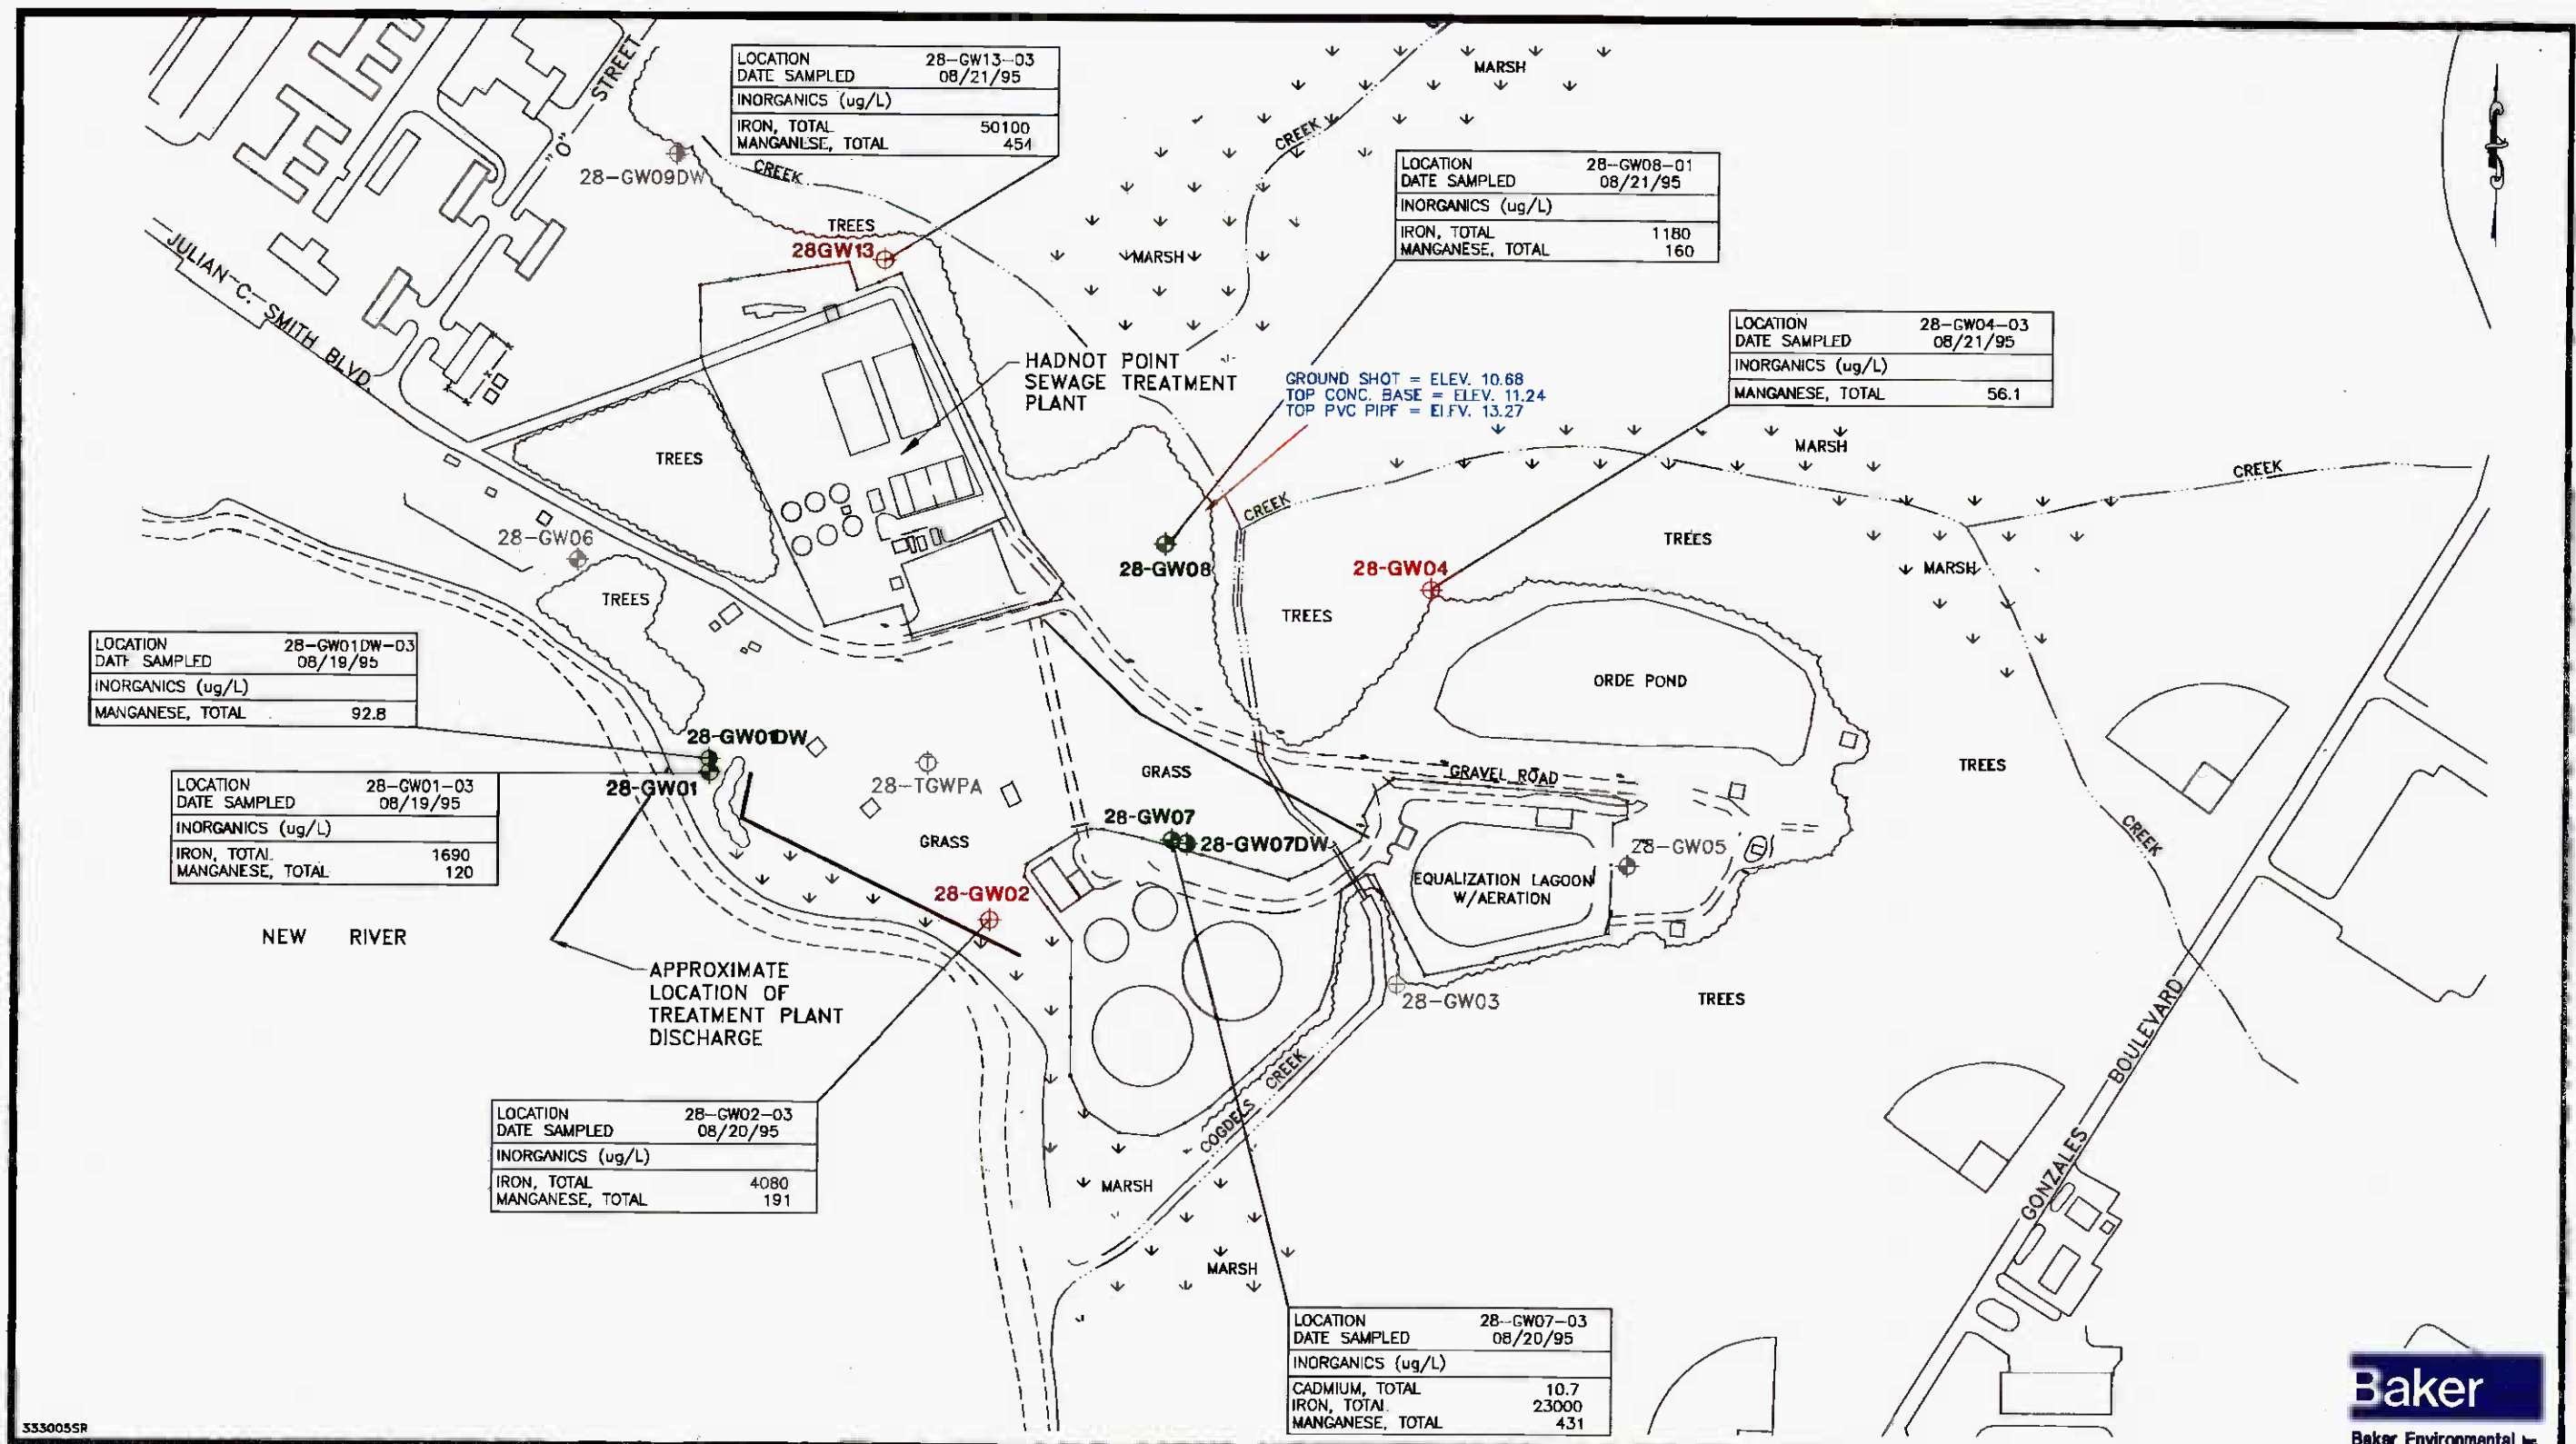 LOCATION 28-GW13-03
DATE SAMPLED 08/21/95
INORGANICS (ug/L)
IRON, TOTAL 50100
MANGANESE, TOTAL 454
"O" STREET
MARSH
CREEK
28-GW09DW
CREEK
TREES
28GW13
MARSH
LOCATION 28-GW08-01
DATE SAMPLED 08/21/95
INORGANICS (ug/L)
IRON, TOTAL 1180
MANGANESE, TOTAL 160
JULIAN C. SMITH BLVD.
LOCATION 28-GW04-03
DATE SAMPLED 08/21/95
INORGANICS (ug/L)
MANGANESE, TOTAL 56.1
HADNOT POINT
SEWAGE TREATMENT
PLANT
GROUND SHOT = ELEV. 10.68
TOP CONC. BASE = ELEV. 11.24
TOP PVC PIPE = ELEV. 13.27
TREES
MARSH
CREEK
CREEK
28-GW06
TREES
28-GW08
28-GW04
MARSH
TREES
TREES
LOCATION 28-GW01DW-03
DATE SAMPLED 08/19/95
INORGANICS (ug/L)
MANGANESE, TOTAL 92.8
ORDE POND
28-GW01DW
28-GW01
28-TGWPA
GRASS
GRAVEL ROAD
TREES
LOCATION 28-GW01-03
DATE SAMPLED 08/19/95
INORGANICS (ug/L)
IRON, TOTAL 1690
MANGANESE, TOTAL 120
28-GW07
28-GW07DW
GRASS
28-GW05
CREEK
EQUALIZATION LAGOON
W/AERATION
28-GW02
NEW RIVER
APPROXIMATE
LOCATION OF
TREATMENT PLANT
DISCHARGE
28-GW03
TREES
COGDELS CREEK
GONZALES BOULEVARD
LOCATION 28-GW02-03
DATE SAMPLED 08/20/95
INORGANICS (ug/L)
IRON, TOTAL 4080
MANGANESE, TOTAL 191
MARSH
MARSH
LOCATION 28-GW07-03
DATE SAMPLED 08/20/95
INORGANICS (ug/L)
CADMIUM, TOTAL 10.7
IRON, TOTAL 23000
MANGANESE, TOTAL 431
333005SR
Baker
Baker Environmental, Inc.